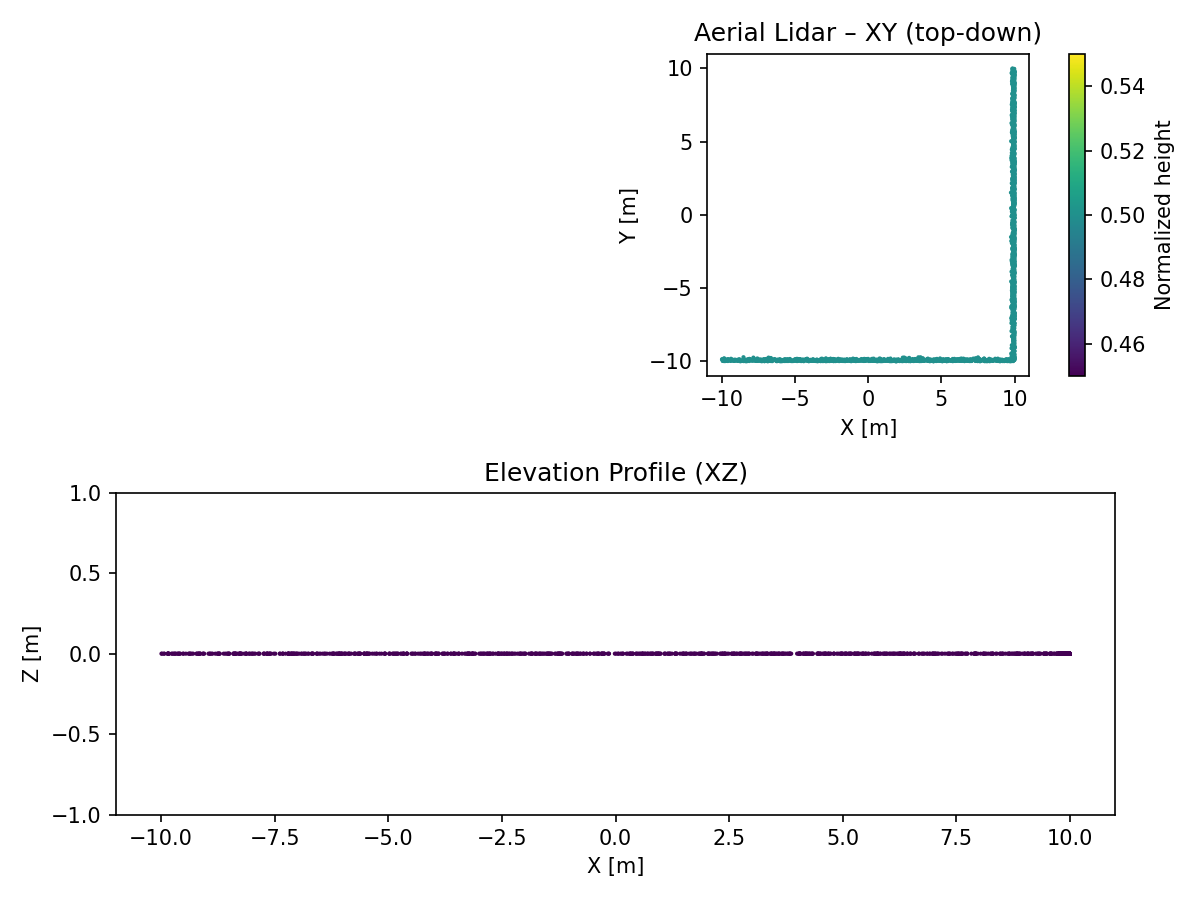 Aerial Lidar – XY (top-down)
10
5
0
−5
−10
Y [m]
−10 −5 0 5 10
X [m]
0.54
0.52
0.50
0.48
0.46
Normalized height
Elevation Profile (XZ)
1.0
0.5
0.0
−0.5
−1.0
Z [m]
−10.0 −7.5 −5.0 −2.5 0.0 2.5 5.0 7.5 10.0
X [m]